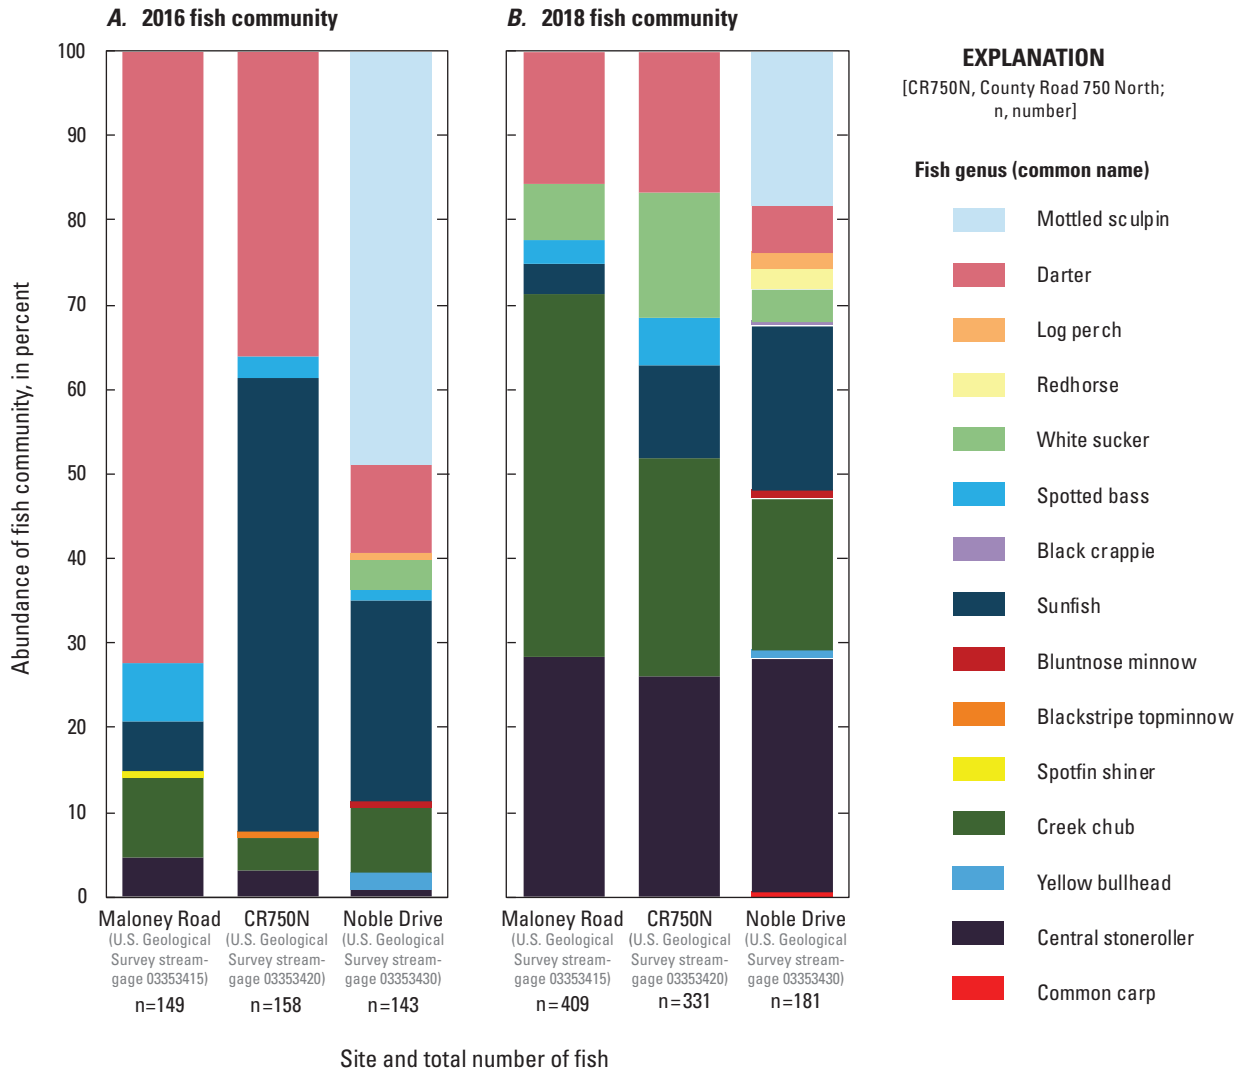 A. 2016 fish community
B. 2018 fish community
Abundance of fish community, in percent
100
90
80
70
60
50
40
30
20
10
0
Maloney Road
(U.S. Geological
Survey stream-
gage 03353415)
n=149
CR750N
(U.S. Geological
Survey stream-
gage 03353420)
n=158
Noble Drive
(U.S. Geological
Survey stream-
gage 03353430)
n=143
Maloney Road
(U.S. Geological
Survey stream-
gage 03353415)
n=409
CR750N
(U.S. Geological
Survey stream-
gage 03353420)
n=331
Noble Drive
(U.S. Geological
Survey stream-
gage 03353430)
n=181
Site and total number of fish
EXPLANATION
[CR750N, County Road 750 North;
n, number]
Fish genus (common name)
Mottled sculpin
Darter
Log perch
Redhorse
White sucker
Spotted bass
Black crappie
Sunfish
Bluntnose minnow
Blackstripe topminnow
Spotfin shiner
Creek chub
Yellow bullhead
Central stoneroller
Common carp